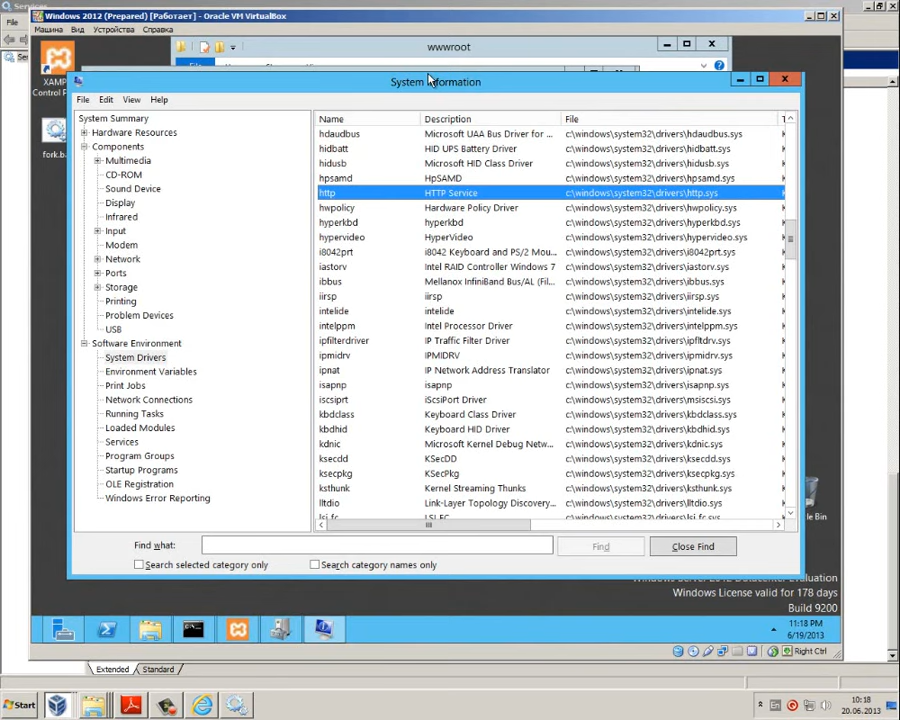 Services
File
Windows 2012 (Prepared) [Работает] - Oracle VM VirtualBox
Машина Вид Устройства Справка
wwwroot
File
XAMPP
Control P
fork.ba
System Information
File Edit View Help
System Summary
Hardware Resources
Components
Multimedia
CD-ROM
Sound Device
Display
Infrared
Input
Modem
Network
Ports
Storage
Printing
Problem Devices
USB
Software Environment
System Drivers
Environment Variables
Print Jobs
Network Connections
Running Tasks
Loaded Modules
Services
Program Groups
Startup Programs
OLE Registration
Windows Error Reporting
Name Description File
hdaudbus Microsoft UAA Bus Driver for ... c:\windows\system32\drivers\hdaudbus.sys
hidbatt HID UPS Battery Driver c:\windows\system32\drivers\hidbatt.sys
hidusb Microsoft HID Class Driver c:\windows\system32\drivers\hidusb.sys
hpsamd HpSAMD c:\windows\system32\drivers\hpsamd.sys
http HTTP Service c:\windows\system32\drivers\http.sys
hwpolicy Hardware Policy Driver c:\windows\system32\drivers\hwpolicy.sys
hyperkbd hyperkbd c:\windows\system32\drivers\hyperkbd.sys
hypervideo HyperVideo c:\windows\system32\drivers\hypervideo.sys
i8042prt i8042 Keyboard and PS/2 Mou... c:\windows\system32\drivers\i8042prt.sys
iastorv Intel RAID Controller Windows 7 c:\windows\system32\drivers\iastorv.sys
ibbus Mellanox InfiniBand Bus/AL (Fil... c:\windows\system32\drivers\ibbus.sys
iirsp iirsp c:\windows\system32\drivers\iirsp.sys
intelide intelide c:\windows\system32\drivers\intelide.sys
intelppm Intel Processor Driver c:\windows\system32\drivers\intelppm.sys
ipfilterdriver IP Traffic Filter Driver c:\windows\system32\drivers\ipfltdrv.sys
ipmidrv IPMIDRV c:\windows\system32\drivers\ipmidrv.sys
ipnat IP Network Address Translator c:\windows\system32\drivers\ipnat.sys
isapnp isapnp c:\windows\system32\drivers\isapnp.sys
iscsiprt iScsiPort Driver c:\windows\system32\drivers\msiscsi.sys
kbdclass Keyboard Class Driver c:\windows\system32\drivers\kbdclass.sys
kbdhid Keyboard HID Driver c:\windows\system32\drivers\kbdhid.sys
kdnic Microsoft Kernel Debug Netw... c:\windows\system32\drivers\kdnic.sys
ksecdd KSecDD c:\windows\system32\drivers\ksecdd.sys
ksecpkg KSecPkg c:\windows\system32\drivers\ksecpkg.sys
ksthunk Kernel Streaming Thunks c:\windows\system32\drivers\ksthunk.sys
lltdio Link-Layer Topology Discovery... c:\windows\system32\drivers\lltdio.sys
Find what: Find Close Find
Search selected category only Search category names only
le Bin
Windows Server 2012 Datacenter Evaluation
Windows License valid for 178 days
Build 9200
11:18 PM
6/19/2013
Right Ctrl
Extended Standard
Start
10:18
20.06.2013